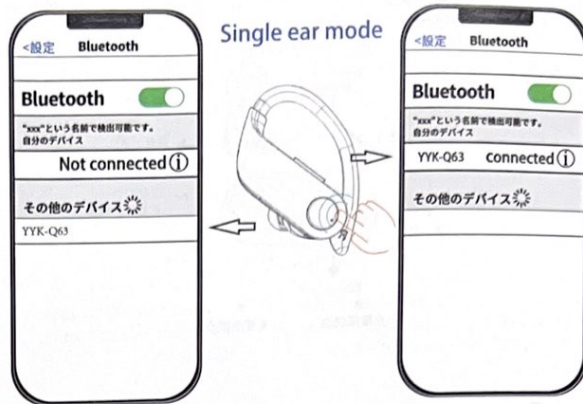 Single ear mode
<設定 Bluetooth
Bluetooth
"xxx"という名前で検出可能です。
自分のデバイス
Not connected
その他のデバイス
YYK-Q63
<設定 Bluetooth
Bluetooth
"xxx"という名前で検出可能です。
自分のデバイス
YYK-Q63 connected
その他のデバイス